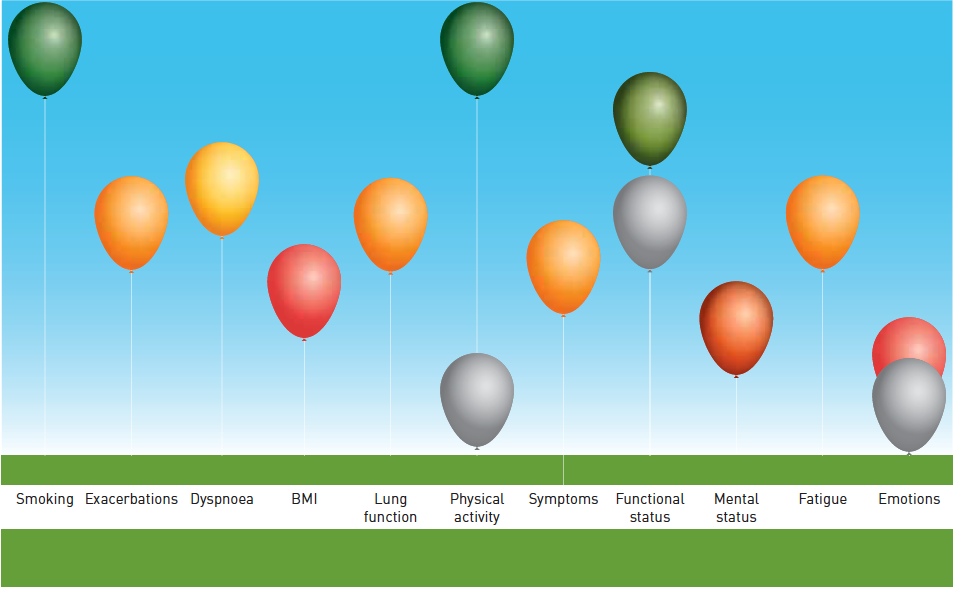 Smoking Exacerbations Dyspnoea BMI Lung Physical Symptoms Functional Mental Fatigue Emotions
function activity status status